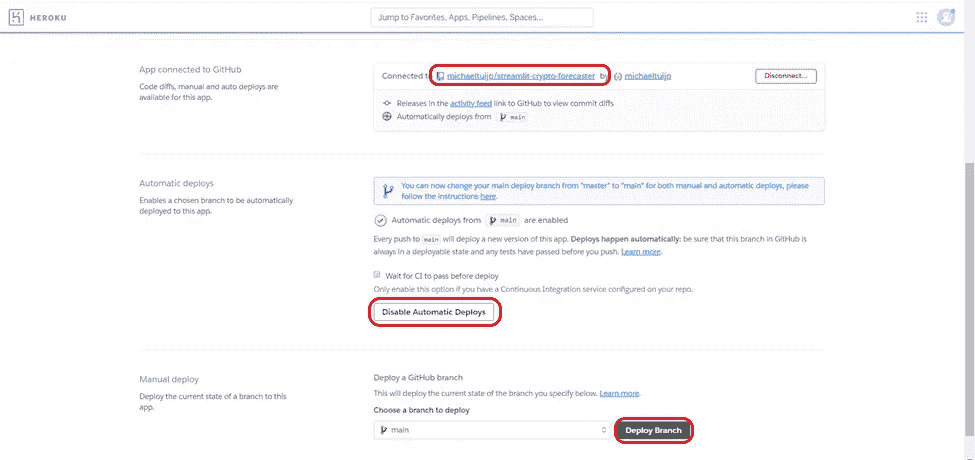 HEROKU
Jump to Favorites, Apps, Pipelines, Spaces...
App connected to GitHub
Code diffs, manual and auto deploys are
available for this app.
Connected to michaeltuijp/streamlit-crypto-forecaster by michaeltuijp
Disconnect...
Releases in the activity feed link to GitHub to view commit diffs
Automatically deploys from main
Automatic deploys
Enables a chosen branch to be automatically
deployed to this app.
You can now change your main deploy branch from "master" to "main" for both manual and automatic deploys, please
follow the instructions here.
Automatic deploys from main are enabled
Every push to main will deploy a new version of this app. Deploys happen automatically: be sure that this branch in GitHub is
always in a deployable state and any tests have passed before you push. Learn more.
Wait for CI to pass before deploy
Only enable this option if you have a Continuous Integration service configured on your repo.
Disable Automatic Deploys
Manual deploy
Deploy the current state of a branch to this
app.
Deploy a GitHub branch
This will deploy the current state of the branch you specify below. Learn more.
Choose a branch to deploy
main
Deploy Branch